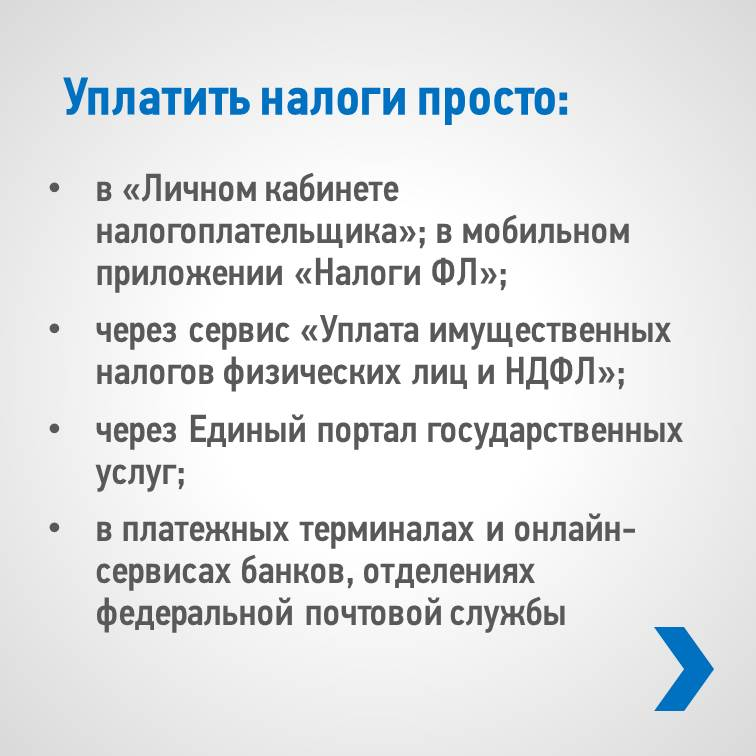 Уплатить налоги просто:
• в «Личном кабинете
налогоплательщика»; в мобильном
приложении «Налоги ФЛ»;
• через сервис «Уплата имущественных
налогов физических лиц и НДФЛ»;
• через Единый портал государственных
услуг;
• в платежных терминалах и онлайн-
сервисах банков, отделениях
федеральной почтовой службы